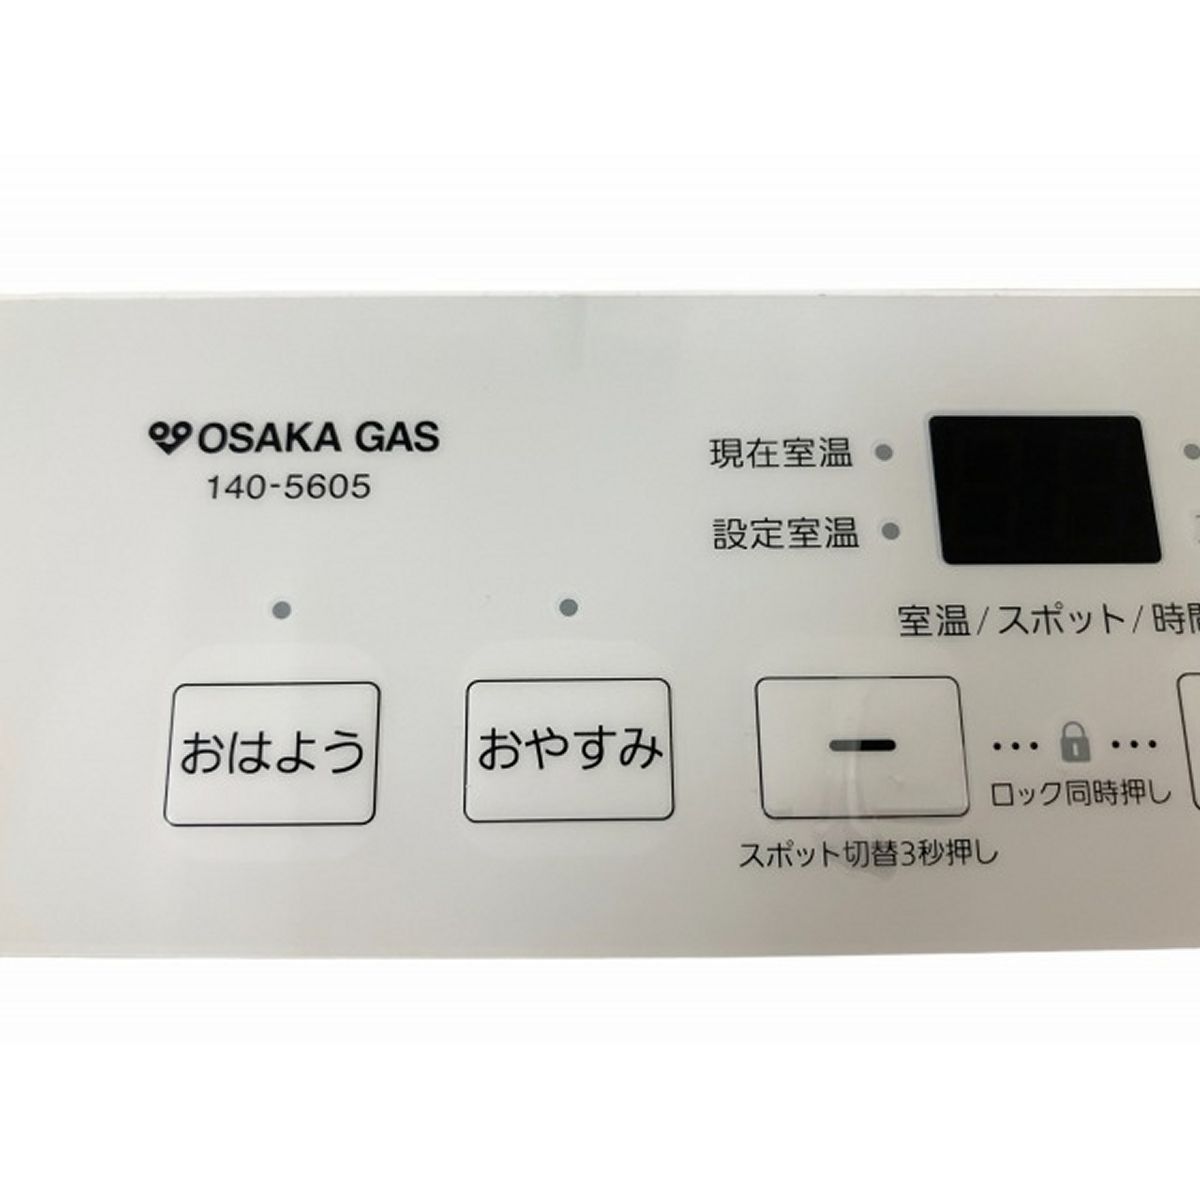 OSAKA GAS
140-5605
現在室温
設定室温
室温/スポット/時間
おはよう
おやすみ
ー
ロック同時押し
スポット切替3秒押し